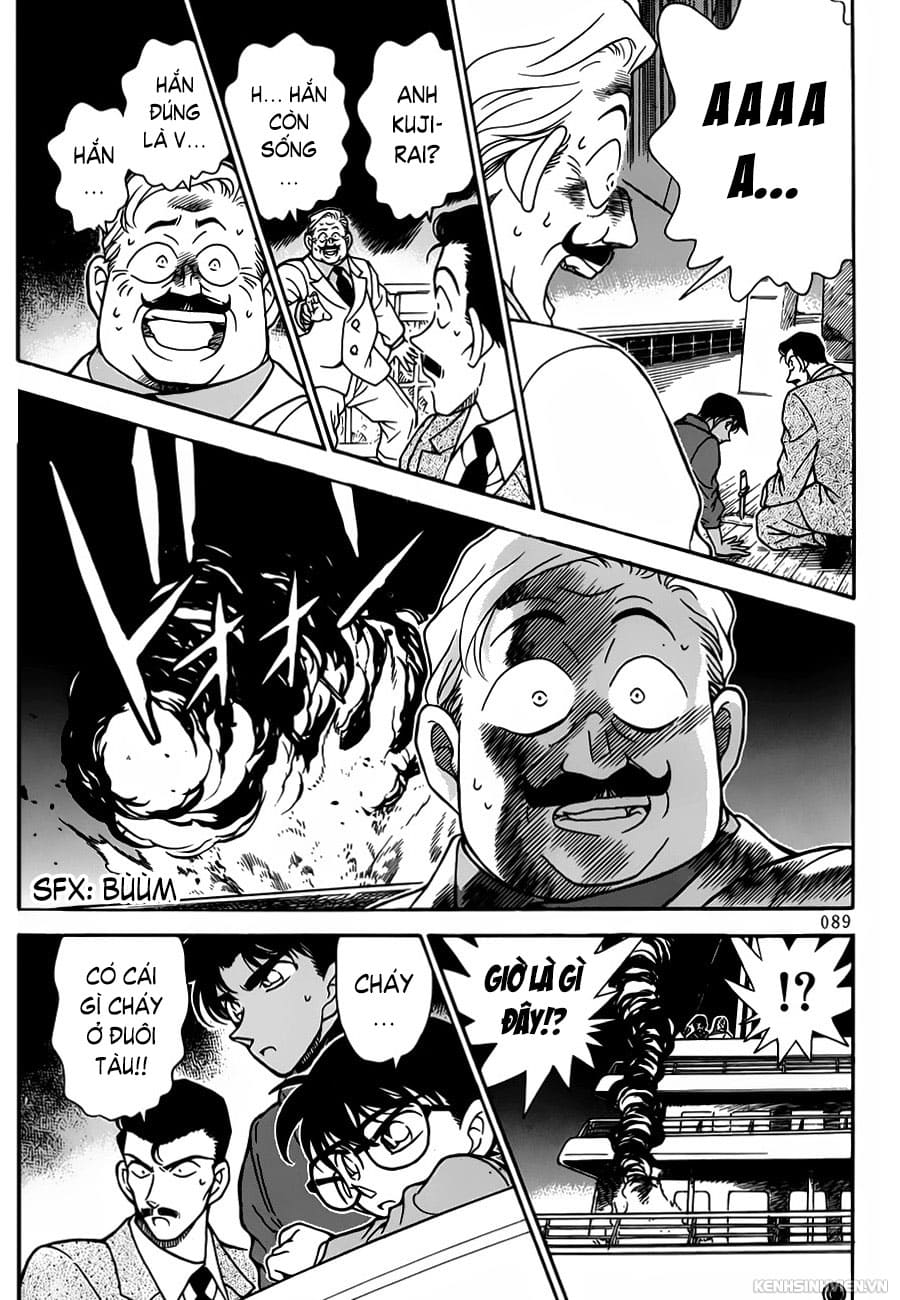 AAAA
A...
ANH
KUJI-
RAI?
H... HẮN
CÒN
SỐNG
...
HẮN
ĐÚNG
LÀ V...
HẮN
...
SFX: BÙÙM
089
!?
GIỜ LÀ GÌ
ĐÂY!?
CHÁY
...
CÓ CÁI
GÌ CHÁY
Ở ĐUÔI
TÀU!!
KENHSINHVIEN.VN